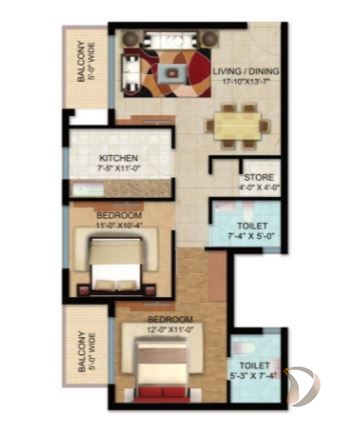 BALCONY
5'-0" WIDE
LIVING / DINING
17'-10"X13'-7"
KITCHEN
7'-5"X11'-0"
STORE
4'-0" X 4'-0"
BEDROOM
11'-0"X10'-4"
TOILET
7'-4" X 5'-0"
BEDROOM
12'-0"X11'-0"
BALCONY
5'-0" WIDE
TOILET
5'-3" X 7'-4"